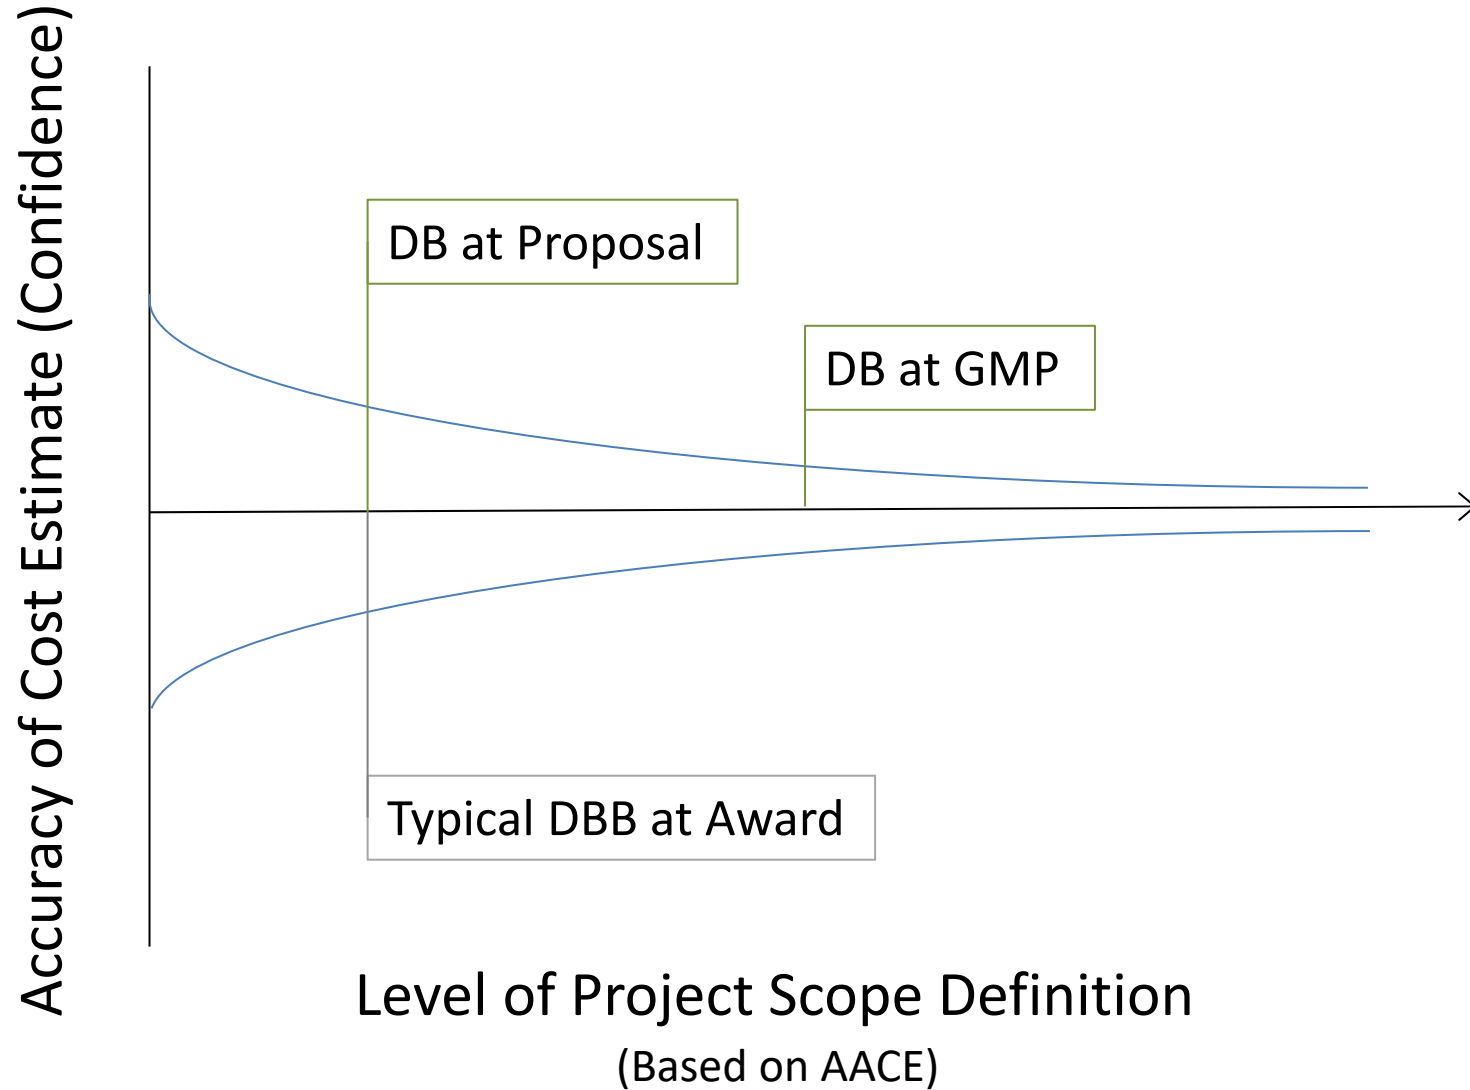 Accuracy of Cost Estimate (Confidence)
DB at Proposal
DB at GMP
Typical DBB at Award
Level of Project Scope Definition
(Based on AACE)